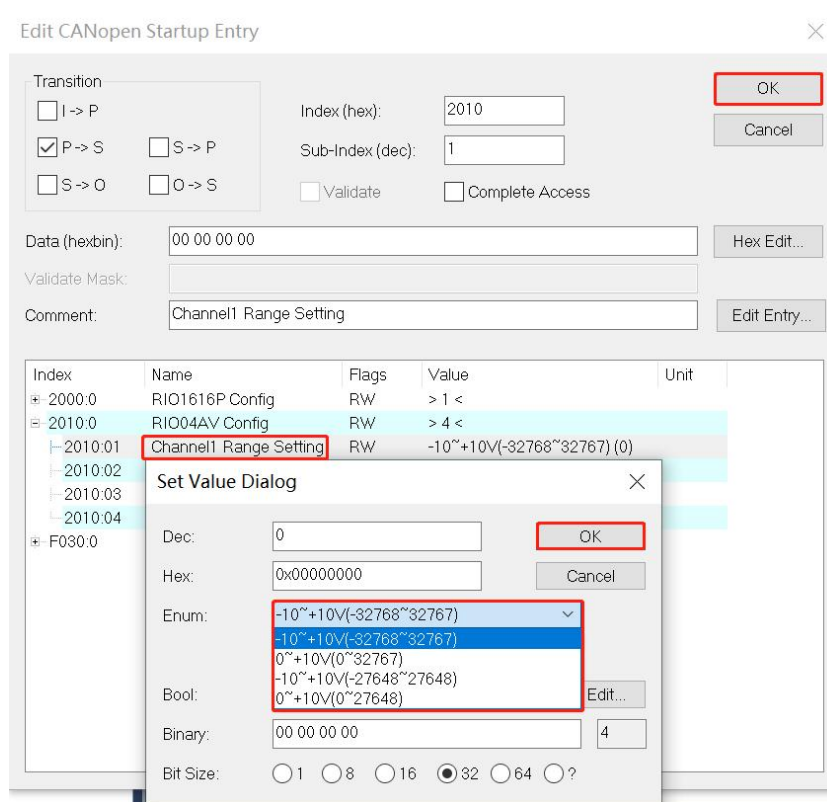 Edit CANopen Startup Entry
Transition
I -> P
P -> S
S -> P
S -> O
O -> S
Index (hex):
2010
Sub-Index (dec):
1
Validate
Complete Access
OK
Cancel
Data (hexbin):
00 00 00 00
Hex Edit...
Validate Mask:
Comment:
Channel1 Range Setting
Edit Entry...
Index Name Flags Value Unit
2000:0 RIO1616P Config RW > 1 <
2010:0 RIO04AV Config RW > 4 <
2010:01 Channel1 Range Setting RW -10~+10V(-32768~32767) (0)
2010:02
2010:03
2010:04
F030:0
Set Value Dialog
Dec:
0
OK
Hex:
0x00000000
Cancel
Enum:
-10~+10V(-32768~32767)
-10~+10V(-32768~32767)
0~+10V(0~32767)
-10~+10V(-27648~27648)
0~+10V(0~27648)
Bool:
Edit...
Binary:
00 00 00 00
4
Bit Size:
1 8 16 32 64 ?